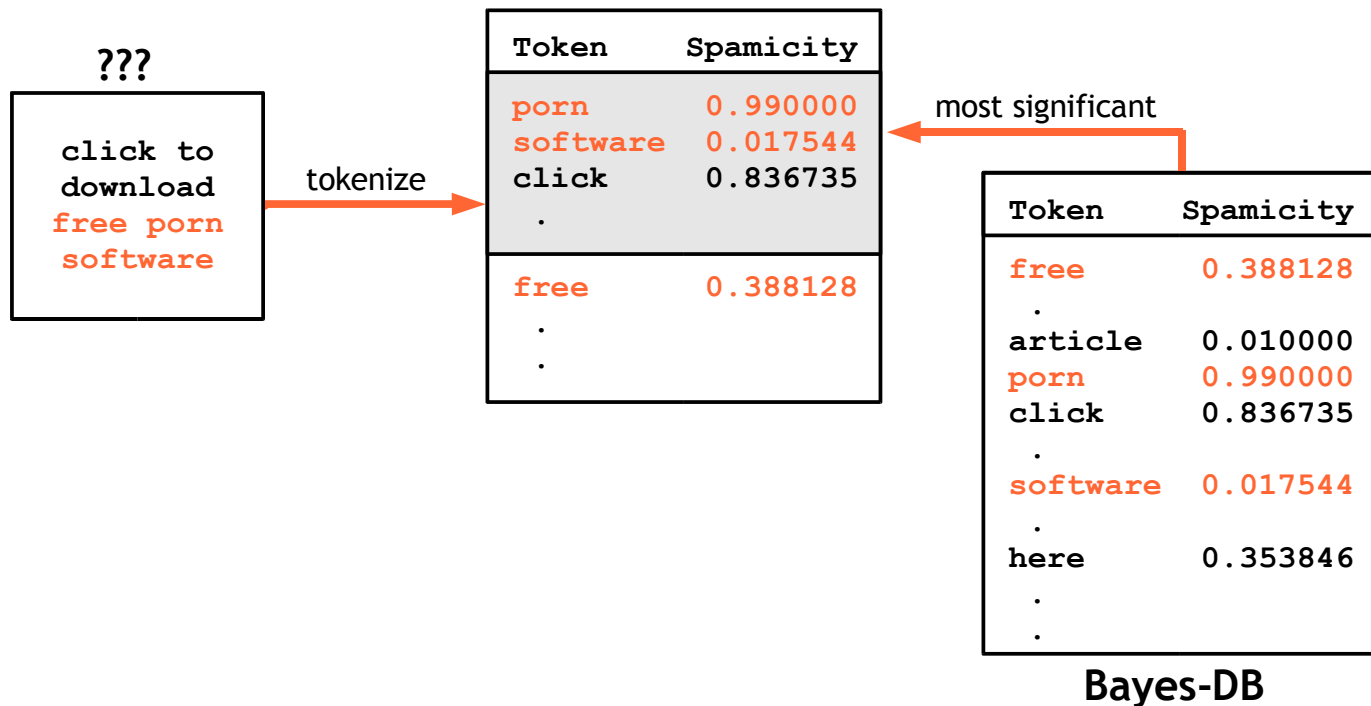 ???
click to
download
free porn
software
tokenize
Token Spamicity
porn 0.990000
software 0.017544
click 0.836735
.
free 0.388128
.
.
most significant
Token Spamicity
free 0.388128
.
article 0.010000
porn 0.990000
click 0.836735
.
software 0.017544
.
here 0.353846
.
.
Bayes-DB